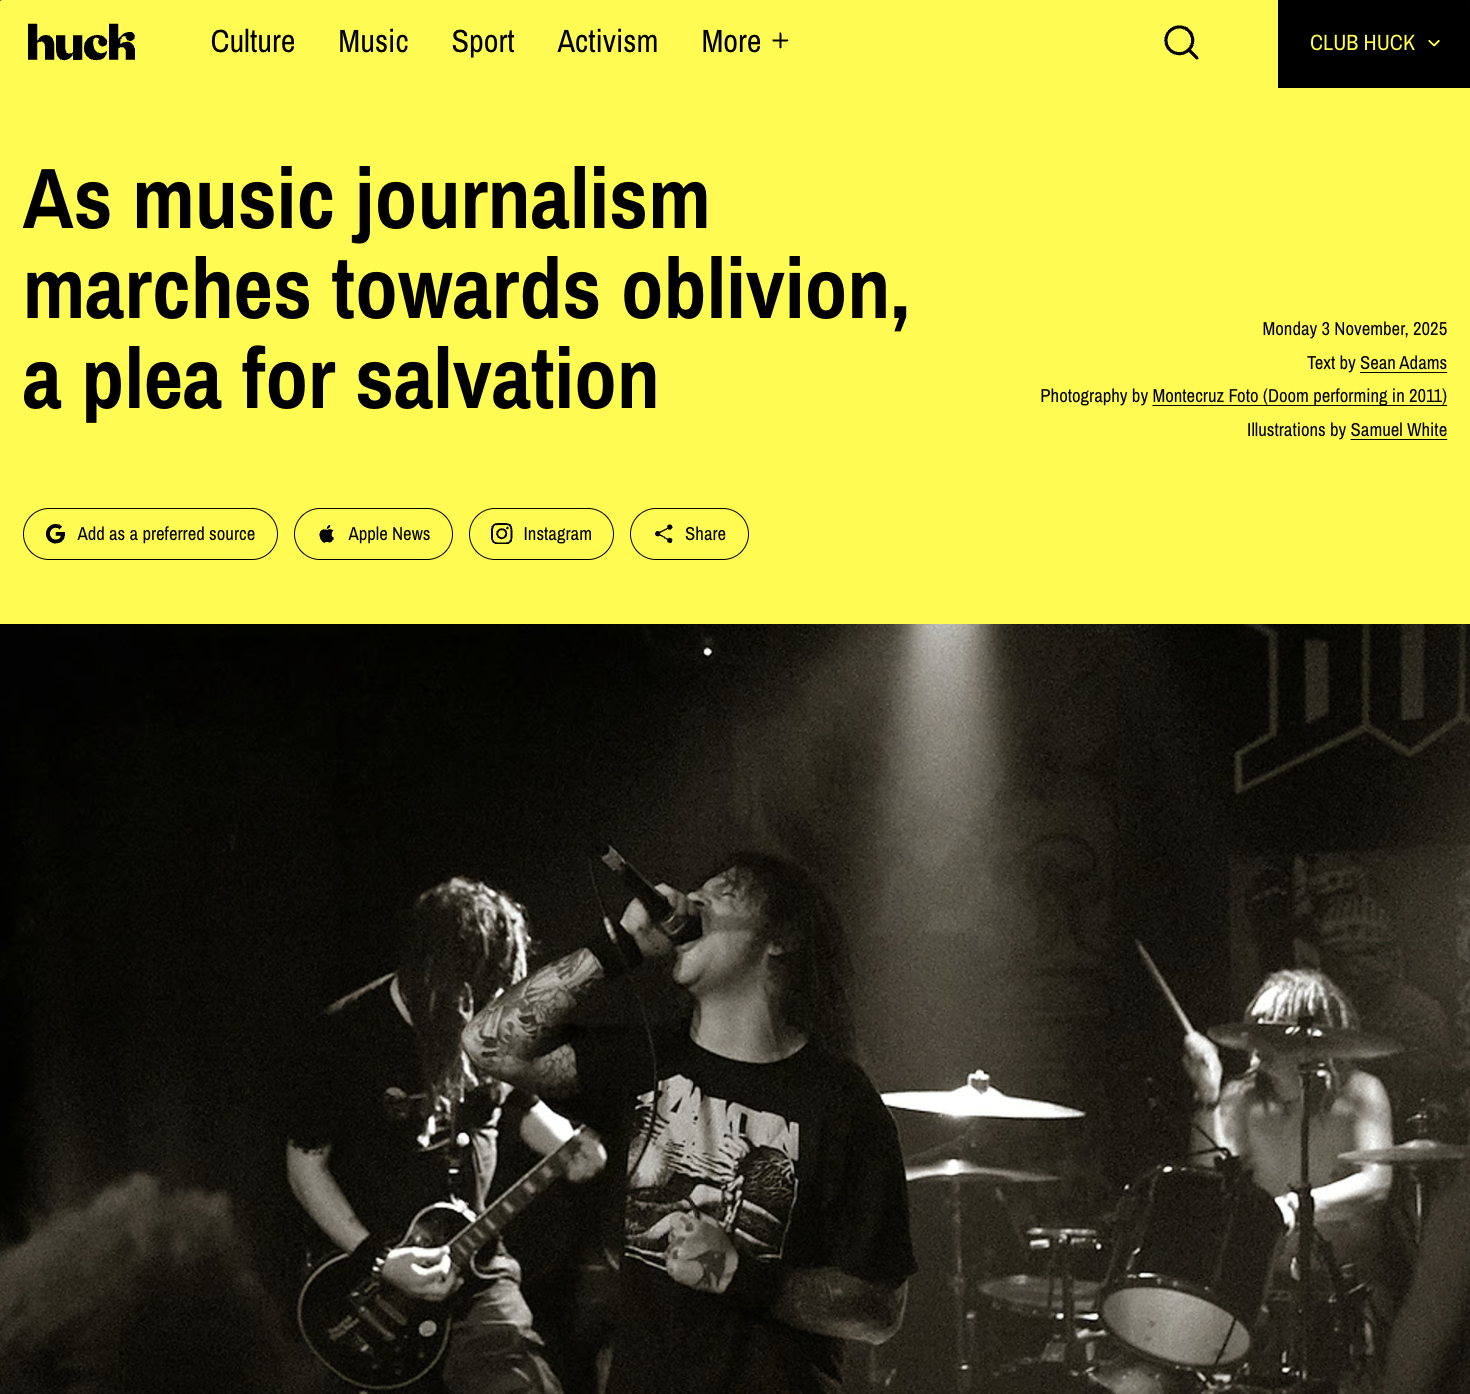 huck
Culture
Music
Sport
Activism
More +
CLUB HUCK
As music journalism
marches towards oblivion,
a plea for salvation
Monday 3 November, 2025
Text by Sean Adams
Photography by Montecruz Foto (Doom performing in 2011)
Illustrations by Samuel White
Add as a preferred source
Apple News
Instagram
Share